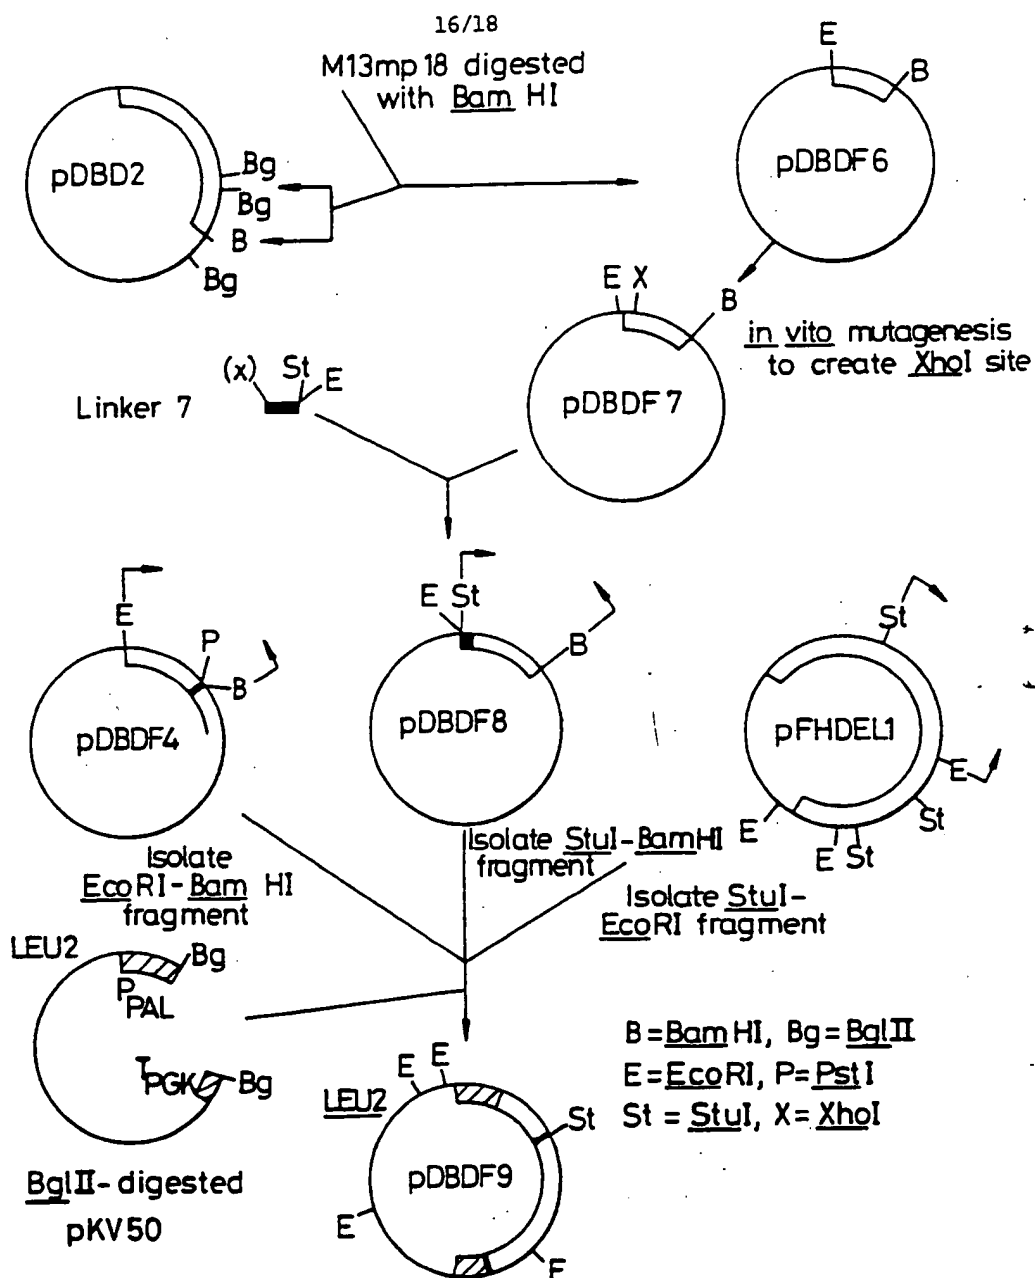 16/18
M13mp 18 digested
with Bam HI
E
B
pDBD2
Bg
Bg
B
Bg
pDBDF6
E X
B
in vito mutagenesis
to create XhoI site
(x)
St
E
Linker 7
pDBDF7
E
P
B
pDBDF4
E St
B
pDBDF8
St
pFHDEL1
E
St
E
E St
Isolate
EcoRI-Bam HI
fragment
Isolate StuI-BamHI
fragment
Isolate StuI-
EcoRI fragment
LEU2
Bg
PPAL
TPGK
Bg
BglII-digested
pKV50
E
E
LEU2
St
pDBDF9
E
E
B=Bam HI, Bg=BglII
E=EcoRI, P=PstI
St=StuI, X=XhoI